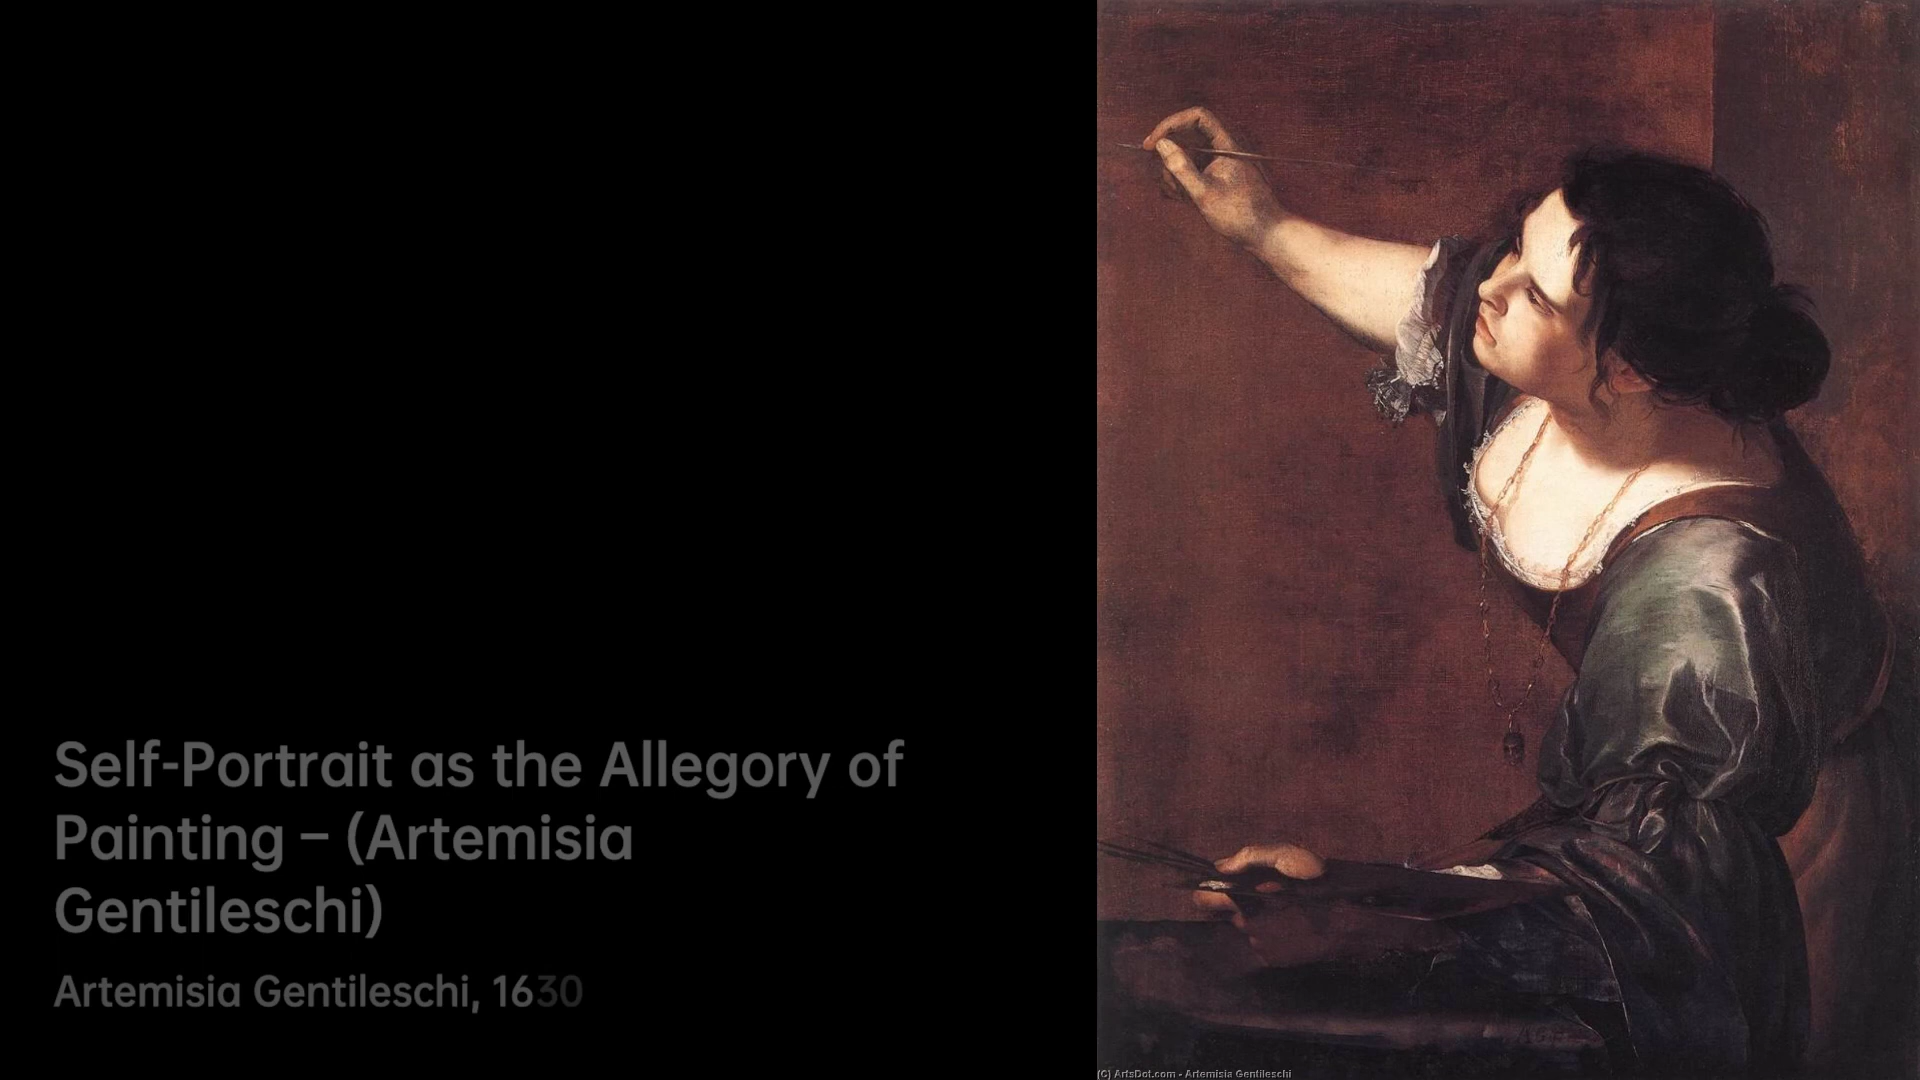 Self-Portrait as the Allegory of
Painting – (Artemisia
Gentileschi)
Artemisia Gentileschi, 1630
(C) ArtsDot.com - Artemisia Gentileschi